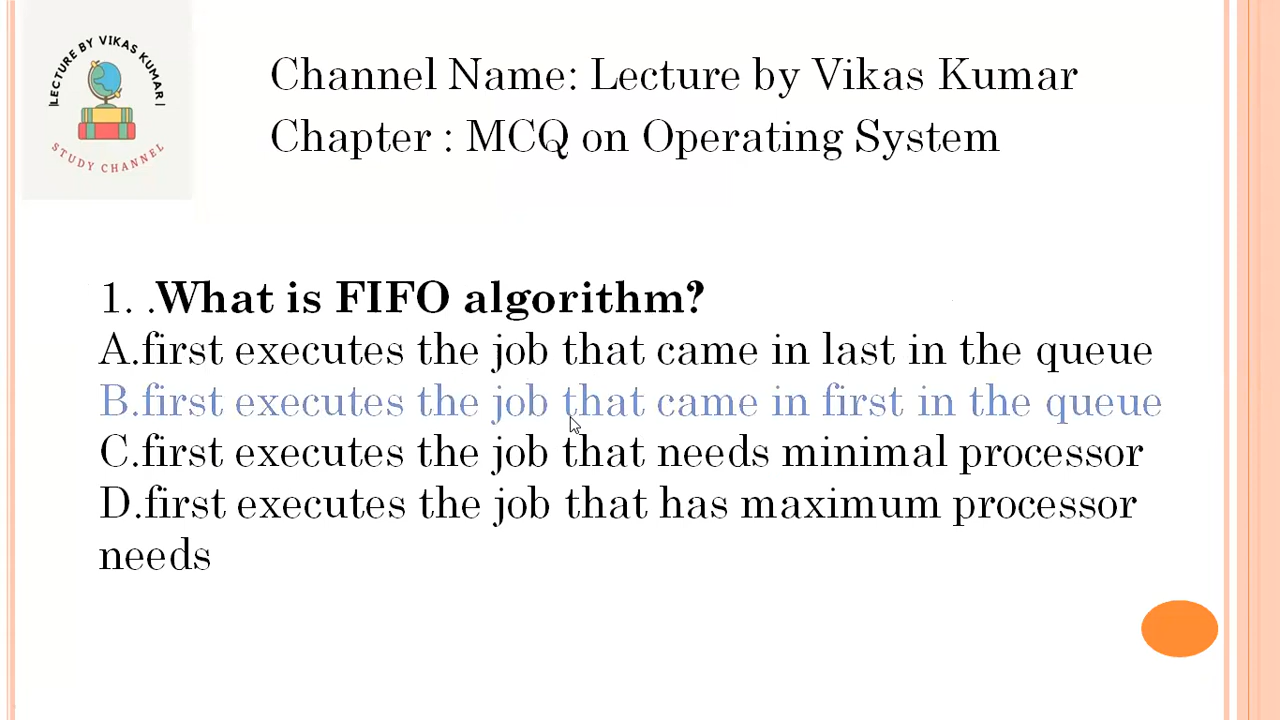 LECTURE BY VIKAS KUMAR
STUDY CHANNEL
Channel Name: Lecture by Vikas Kumar
Chapter : MCQ on Operating System
1. .What is FIFO algorithm?
A.first executes the job that came in last in the queue
B.first executes the job that came in first in the queue
C.first executes the job that needs minimal processor
D.first executes the job that has maximum processor
needs